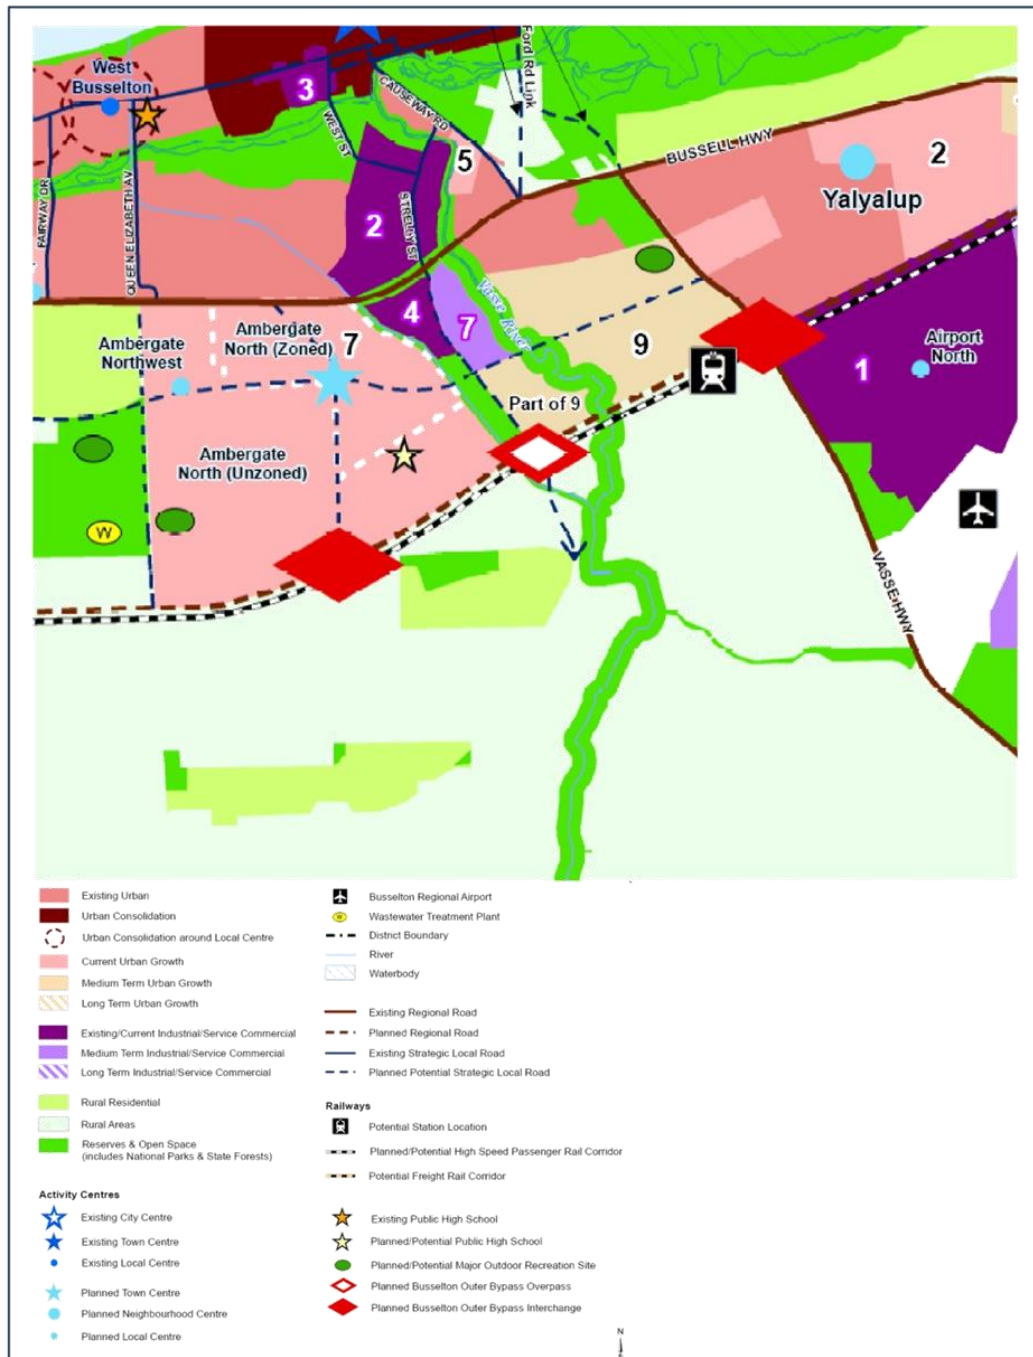 West
Busselton
3
WEST ST
CAUSEWAY RD
Ford Rd Link
5
BUSSELL HWY
2
Yalyalup
FAIRWAY DR
QUEEN ELIZABETH AV
2
STRELLY ST
4
7
Vasse River
9
Ambergate
Northwest
Ambergate
North (Zoned)
7
Airport
North
1
Part of 9
Ambergate
North (Unzoned)
W
VASSE HWY
Existing Urban
Urban Consolidation
Urban Consolidation around Local Centre
Current Urban Growth
Medium Term Urban Growth
Long Term Urban Growth
Existing/Current Industrial/Service Commercial
Medium Term Industrial/Service Commercial
Long Term Industrial/Service Commercial
Rural Residential
Rural Areas
Reserves & Open Space
(includes National Parks & State Forests)
Activity Centres
Existing City Centre
Existing Town Centre
Existing Local Centre
Planned Town Centre
Planned Neighbourhood Centre
Planned Local Centre
Busselton Regional Airport
W
Wastewater Treatment Plant
District Boundary
River
Waterbody
Existing Regional Road
Planned Regional Road
Existing Strategic Local Road
Planned Potential Strategic Local Road
Railways
Potential Station Location
Planned/Potential High Speed Passenger Rail Corridor
Potential Freight Rail Corridor
Existing Public High School
Planned/Potential Public High School
Planned/Potential Major Outdoor Recreation Site
Planned Busselton Outer Bypass Overpass
Planned Busselton Outer Bypass Interchange
N